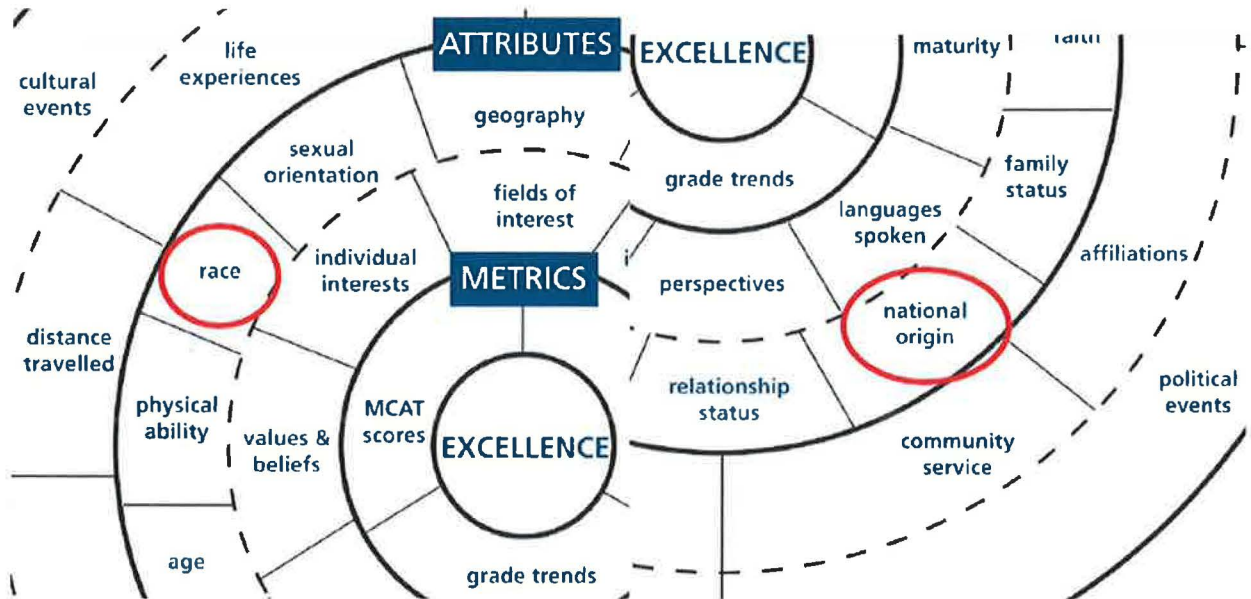 life
experiences
cultural
events
ATTRIBUTES
EXCELLENCE
maturity
faith
geography
sexual
orientation
fields of
interest
grade trends
family
status
languages
spoken
race
individual
interests
METRICS
perspectives
national
origin
affiliations
distance
travelled
physical
ability
values &
beliefs
MCAT
scores
EXCELLENCE
relationship
status
community
service
political
events
age
grade trends